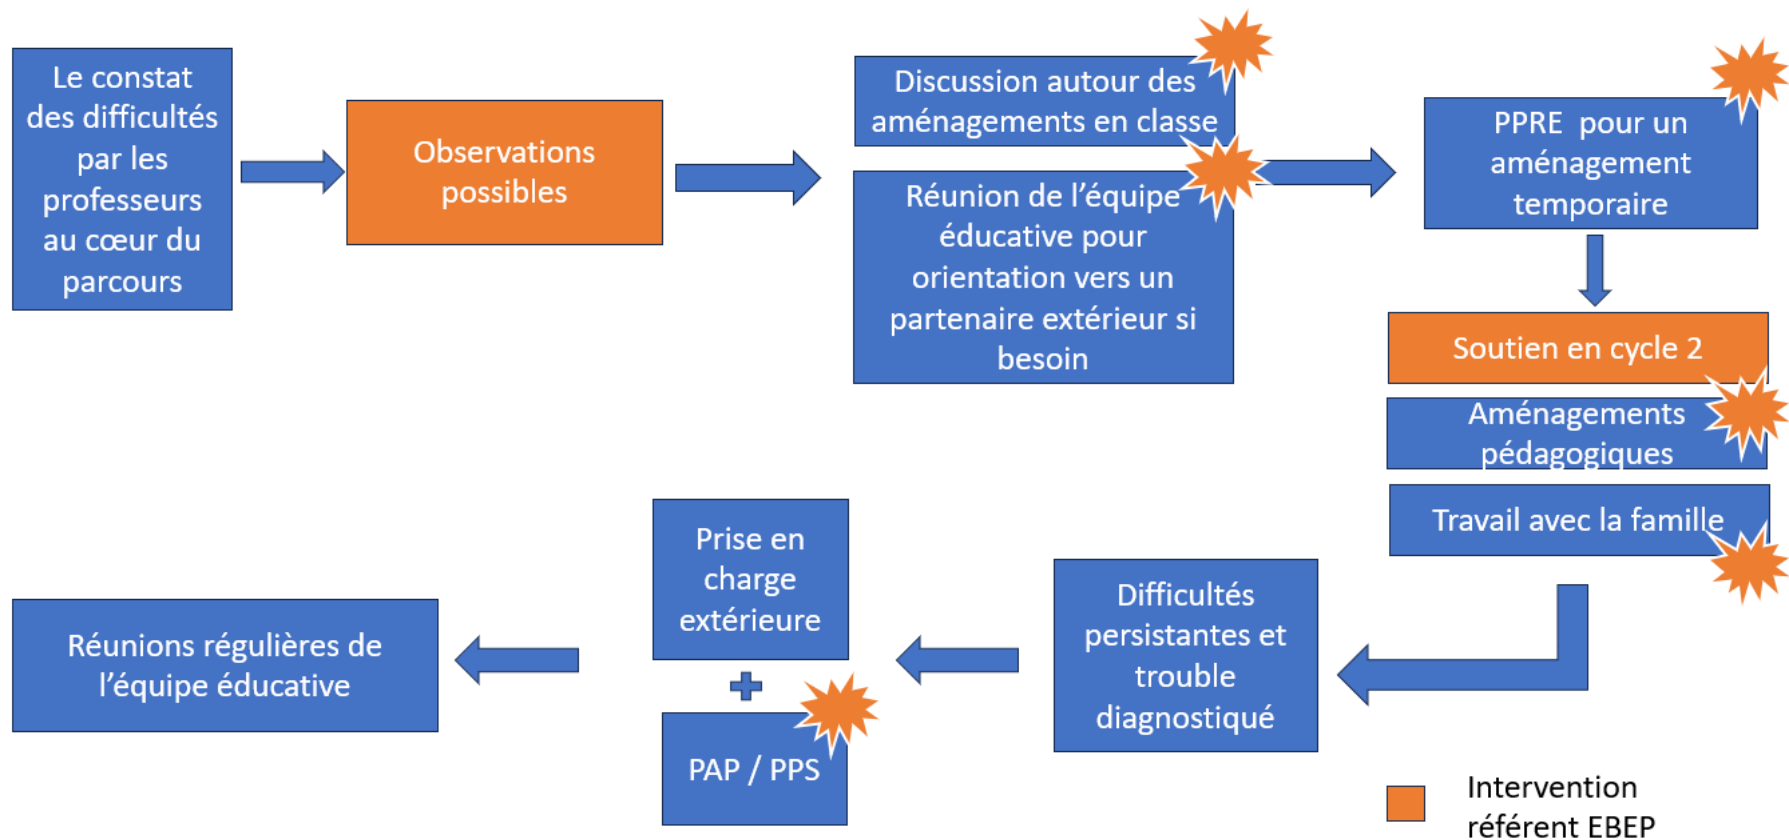 Le constat
des difficultés
par les
professeurs
au cœur du
parcours
Observations
possibles
Discussion autour des
aménagements en classe
Réunion de l'équipe
éducative pour
orientation vers un
partenaire extérieur si
besoin
PPRE pour un
aménagement
temporaire
Soutien en cycle 2
Aménagements
pédagogiques
Travail avec la famille
Difficultés
persistantes et
trouble
diagnostiqué
Prise en
charge
extérieure
PAP / PPS
Réunions régulières de
l'équipe éducative
Intervention
référent EBEP